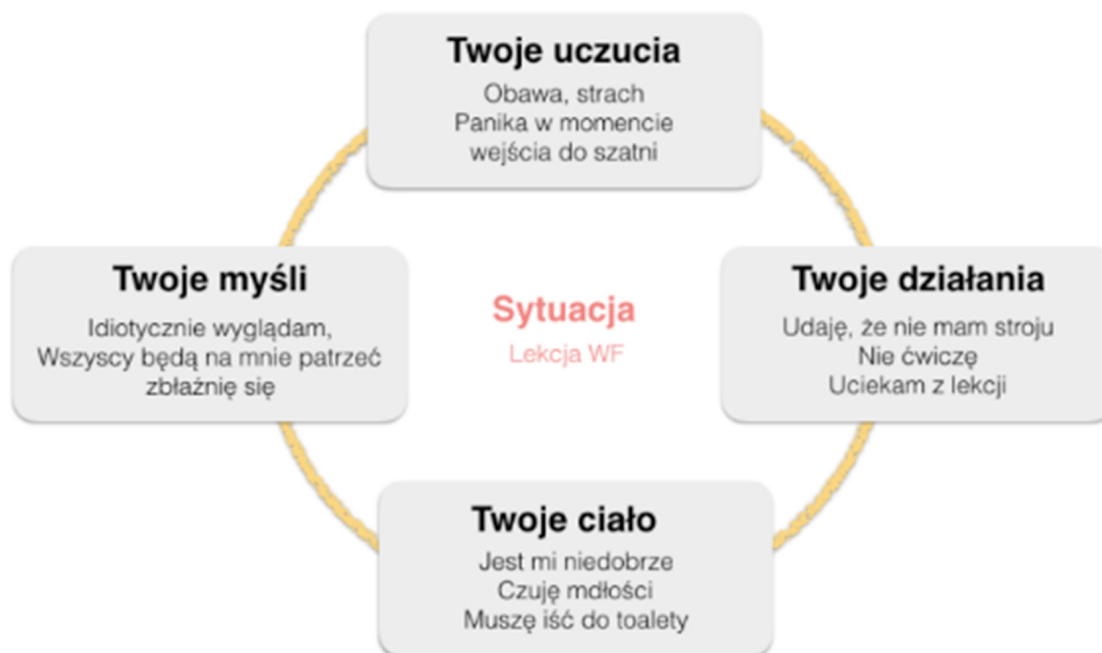 Twoje uczucia
Obawa, strach
Panika w momencie
wejścia do szatni
Twoje myśli
Idiotycznie wyglądam,
Wszyscy będą na mnie patrzeć
zbłaźnię się
Sytuacja
Lekcja WF
Twoje działania
Udaję, że nie mam stroju
Nie ćwiczę
Uciekam z lekcji
Twoje ciało
Jest mi niedobrze
Czuję mdłości
Muszę iść do toalety